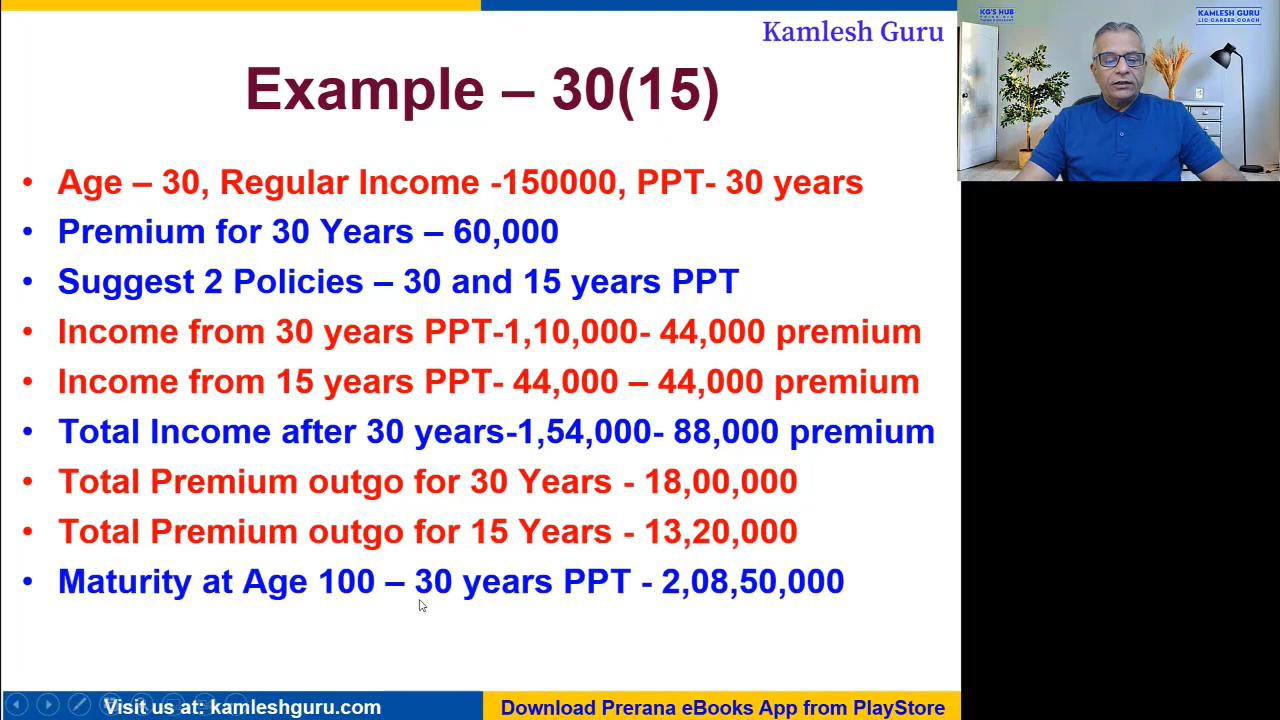 Kamlesh Guru
Example – 30(15)
• Age – 30, Regular Income -150000, PPT- 30 years
• Premium for 30 Years – 60,000
• Suggest 2 Policies – 30 and 15 years PPT
• Income from 30 years PPT-1,10,000- 44,000 premium
• Income from 15 years PPT- 44,000 – 44,000 premium
• Total Income after 30 years-1,54,000- 88,000 premium
• Total Premium outgo for 30 Years - 18,00,000
• Total Premium outgo for 15 Years - 13,20,000
• Maturity at Age 100 – 30 years PPT - 2,08,50,000
Visit us at: kamleshguru.com
Download Prerana eBooks App from PlayStore
KG'S HUB
THINK BIG
THINK DIFFERENT
KAMLESH GURU
LIC CAREER COACH